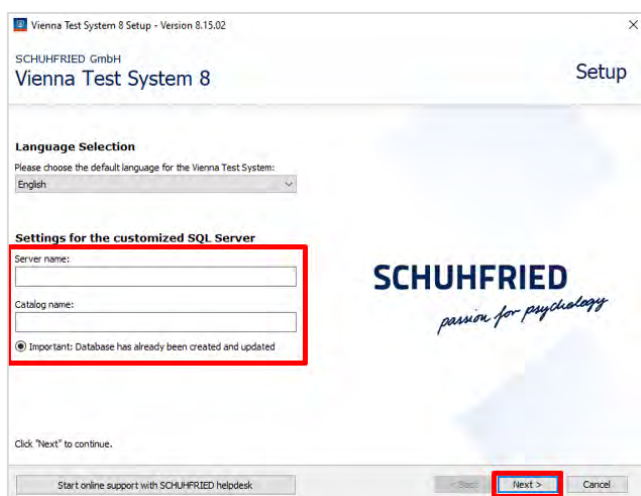 Vienna Test System 8 Setup - Version 8.15.02
SCHUHFRIED GmbH
Vienna Test System 8
Setup
Language Selection
Please choose the default language for the Vienna Test System:
English
Settings for the customized SQL Server
Server name:
Catalog name:
Important: Database has already been created and updated
SCHUHFRIED
passion for psychology
Click "Next" to continue.
Start online support with SCHUHFRIED helpdesk
< Back
Next >
Cancel